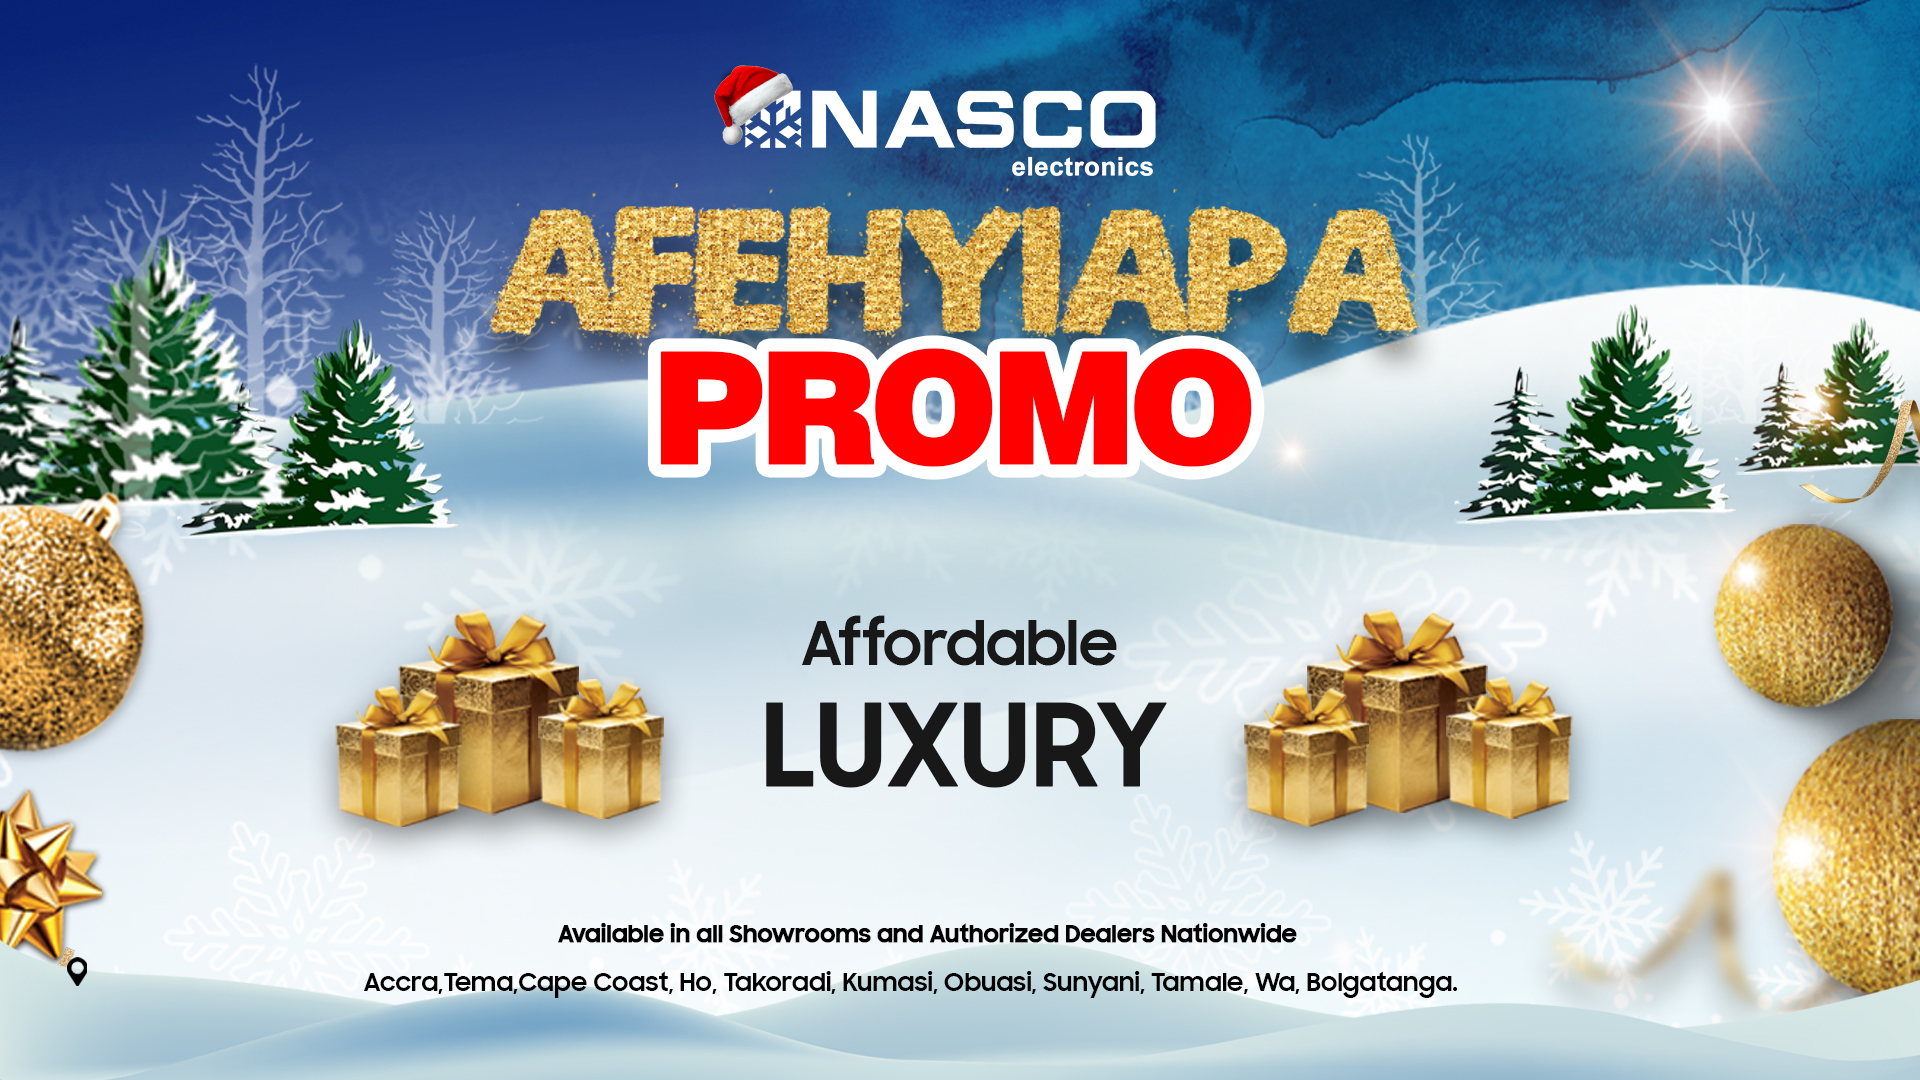 NASCO
electronics
AFEHYIAPA
PROMO
Affordable
LUXURY
Available in all Showrooms and Authorized Dealers Nationwide
Accra,Tema,Cape Coast, Ho, Takoradi, Kumasi, Obuasi, Sunyani, Tamale, Wa, Bolgatanga.